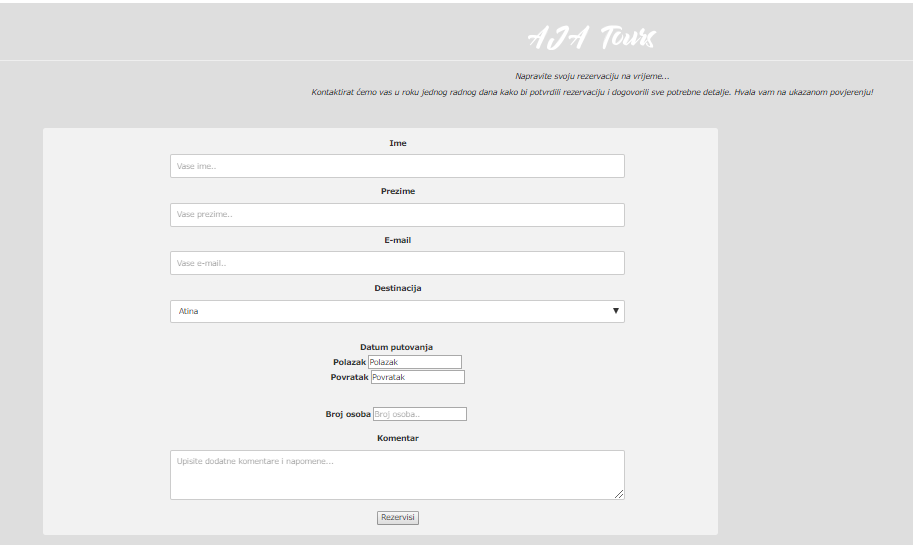 AJA Tours
Napravite svoju rezervaciju na vrijeme...
Kontaktirat ćemo vas u roku jednog radnog dana kako bi potvrdili rezervaciju i dogovorili sve potrebne detalje. Hvala vam na ukazanom povjerenju!
Ime
Vase ime..
Prezime
Vase prezime..
E-mail
Vase e-mail..
Destinacija
Atina
Datum putovanja
Polazak Polazak
Povratak Povratak
Broj osoba Broj osoba..
Komentar
Upisite dodatne komentare i napomene...
Rezervisi